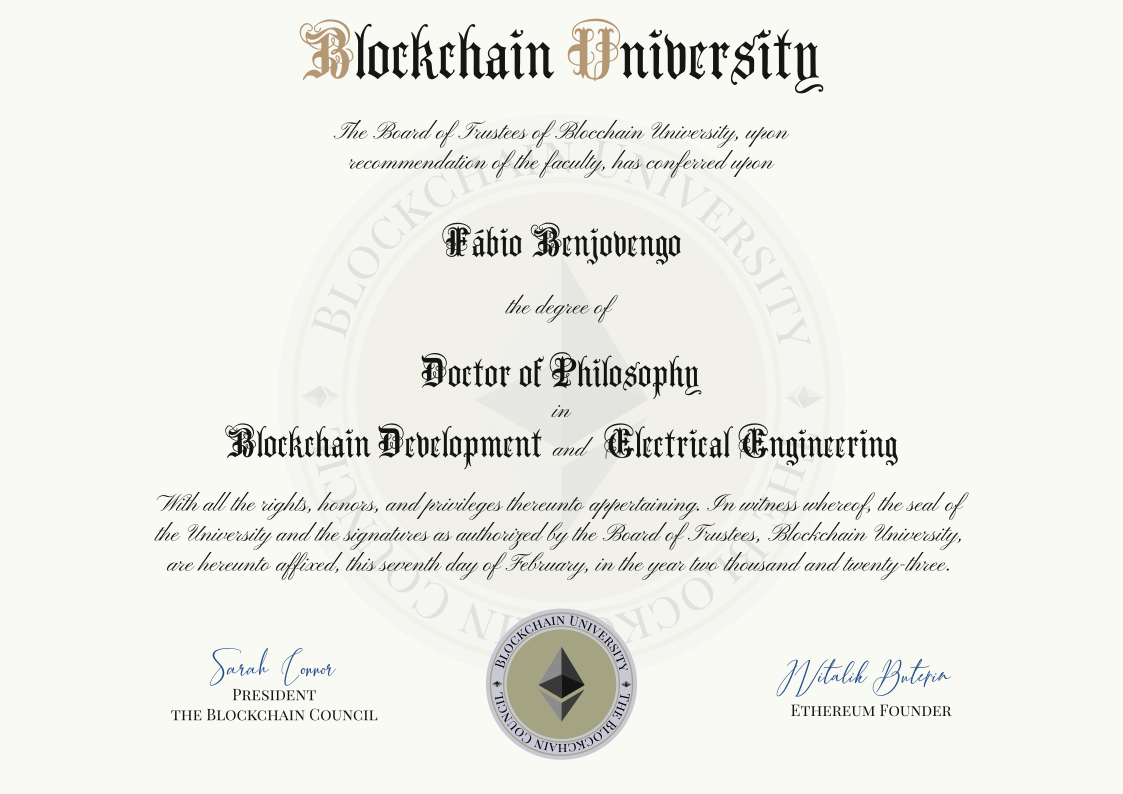 Blockchain University
The Board of Trustees of Blocchain University, upon
recommendation of the faculty, has conferred upon
Fábio Benjovengo
the degree of
Doctor of Philosophy
in
Blockchain Development and Electrical Engineering
With all the rights, honors, and privileges thereunto appertaining. In witness whereof, the seal of
the University and the signatures as authorized by the Board of Trustees, Blockchain University,
are hereunto affixed, this seventh day of February, in the year two thousand and twenty-three.
Sarah Connor
President
the Blockchain Council
Blockchain University
The Blockchain Council
Vitalik Buterin
Ethereum Founder
BLOCKCHAIN UNIVERSITY
THE BLOCKCHAIN COUNCIL